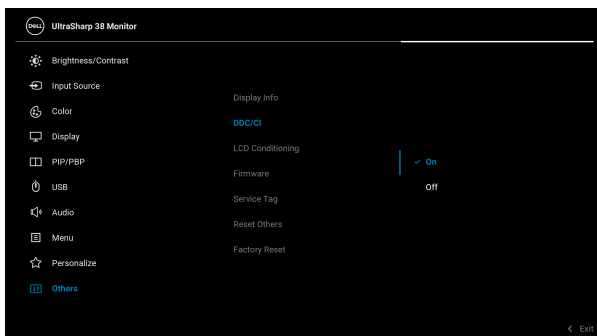 DELL UltraSharp 38 Monitor
Brightness/Contrast
Input Source
Color
Display
PIP/PBP
USB
Audio
Menu
Personalize
Others
Display Info
DDC/CI
LCD Conditioning
Firmware
Service Tag
Reset Others
Factory Reset
On
Off
Exit